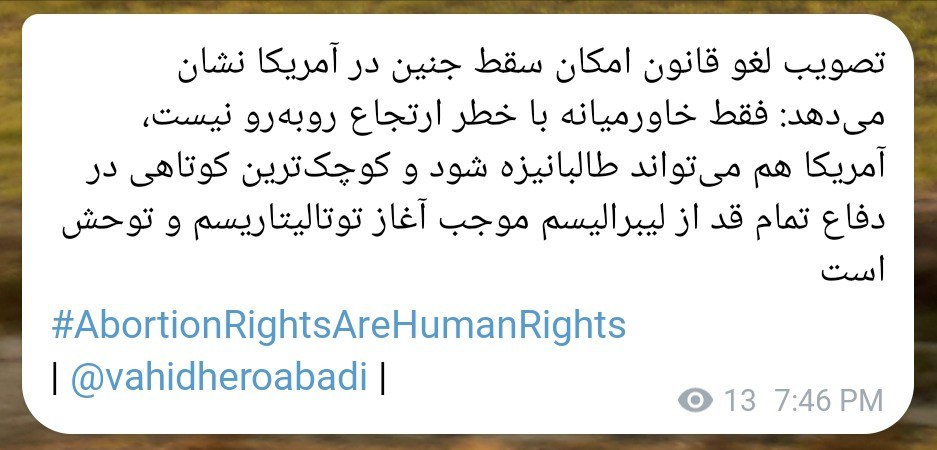 تصویب لغو قانون امکان سقط جنین در آمریکا نشان
می‌دهد: فقط خاورمیانه با خطر ارتجاع روبه‌رو نیست،
آمریکا هم می‌تواند طالبانیزه شود و کوچک‌ترین کوتاهی در
دفاع تمام قد از لیبرالیسم موجب آغاز توتالیتاریسم و توحش
است
#AbortionRightsAreHumanRights
| @vahidheroabadi |
13 7:46 PM